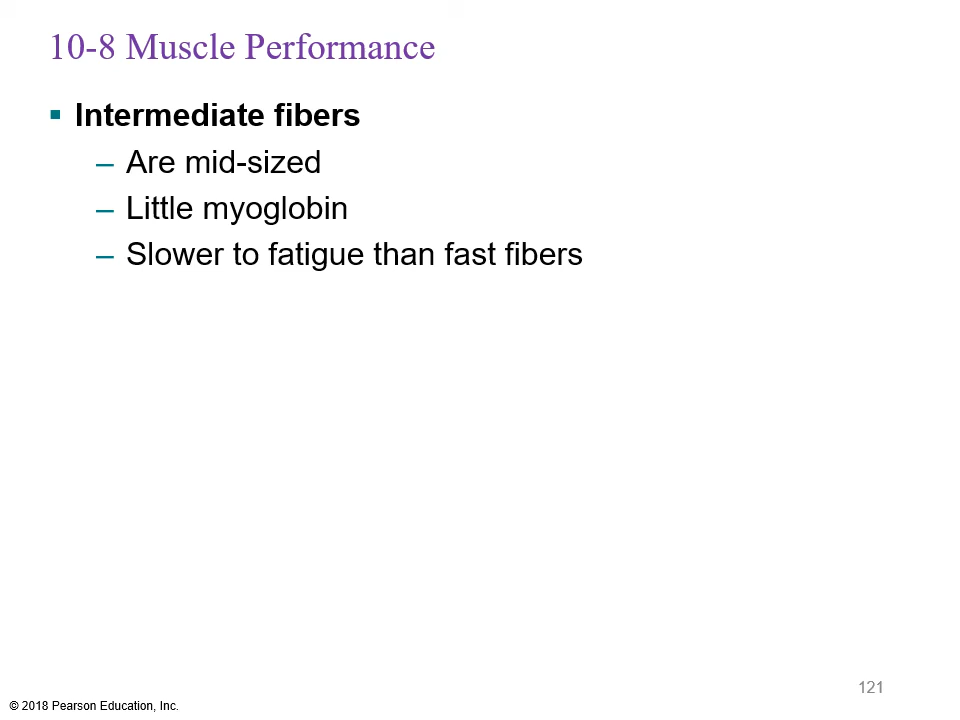 10-8 Muscle Performance
▪ Intermediate fibers
– Are mid-sized
– Little myoglobin
– Slower to fatigue than fast fibers
121
© 2018 Pearson Education, Inc.